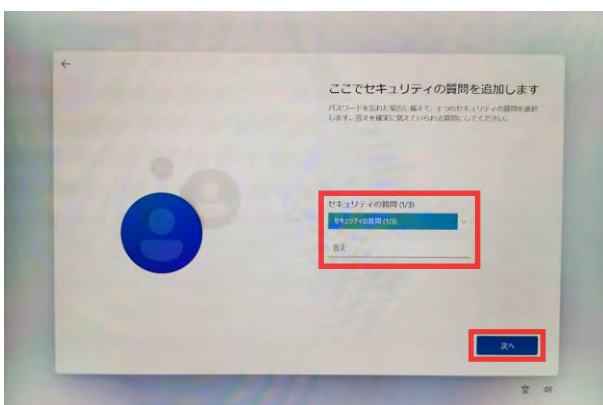 ここでセキュリティの質問を追加します
パスワードを忘れた場合に備えて、3 つのセキュリティの質問を選択
します。答えを確実に覚えていられる質問にしてください。
セキュリティの質問 (1/3)
セキュリティの質問 (1/3)
答え
次へ